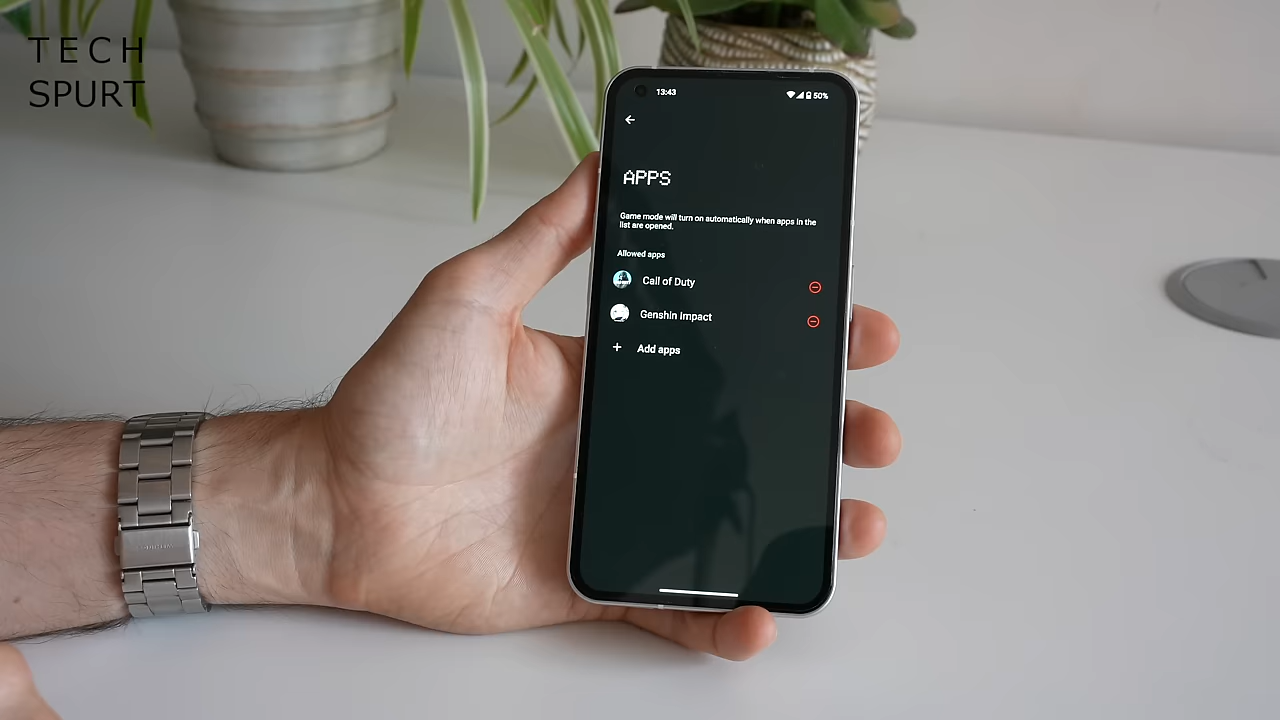 TECH
SPURT
13:43
50%
APPS
Game mode will turn on automatically when apps in the
list are opened.
Allowed apps
Call of Duty
Genshin Impact
Add apps